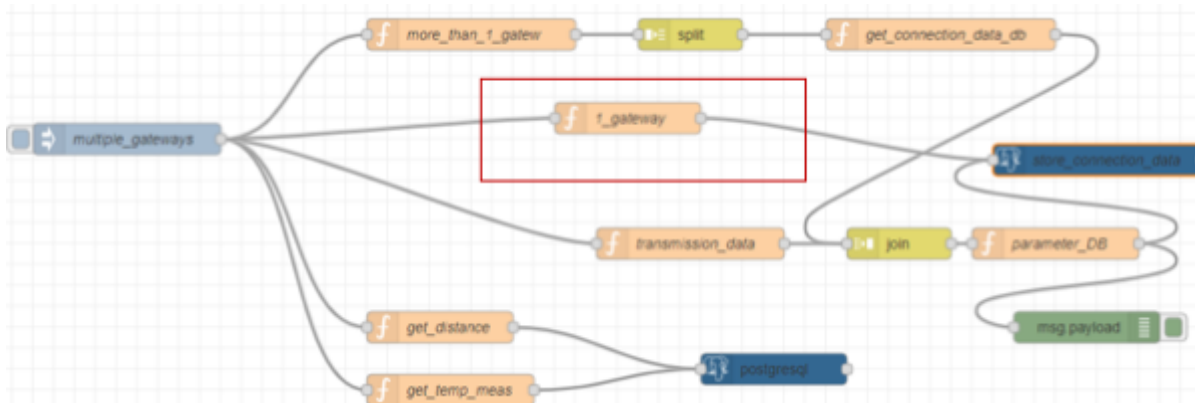 more_than_1_gatew
split
get_connection_data_db
1_gateway
multiple_gateways
store_connection_data
transmission_data
join
parameter_DB
get_distance
msg.payload
postgresql
get_temp_meas